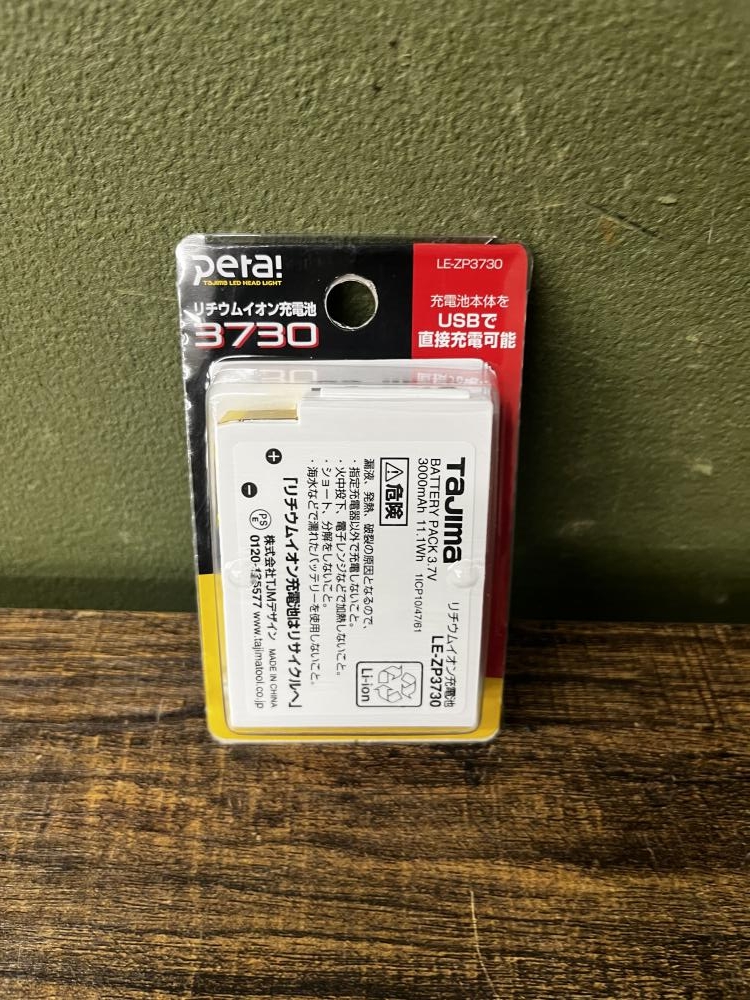 peta!
TAJIMA LED HEAD LIGHT
リチウムイオン充電池
3730
LE-ZP3730
充電池本体を
USBで
直接充電可能
TaJIma
リチウムイオン充電池
BATTERY PACK 3.7V
LE-ZP3730
3000mAh 11.1Wh 1ICP10/47/61
危険
Li-ion
漏液、発熱、破裂の原因となるので、
・指定充電器以外で充電しないこと。
・火中投下、電子レンジなどで加熱しないこと。
・ショート、分解をしないこと。
・海水などで濡れたバッテリーを使用しないこと。
「リチウムイオン充電池はリサイクルへ」
+
-
PS
E
株式会社TJMデザイン MADE IN CHINA
0120-125577 www.tajimatool.co.jp